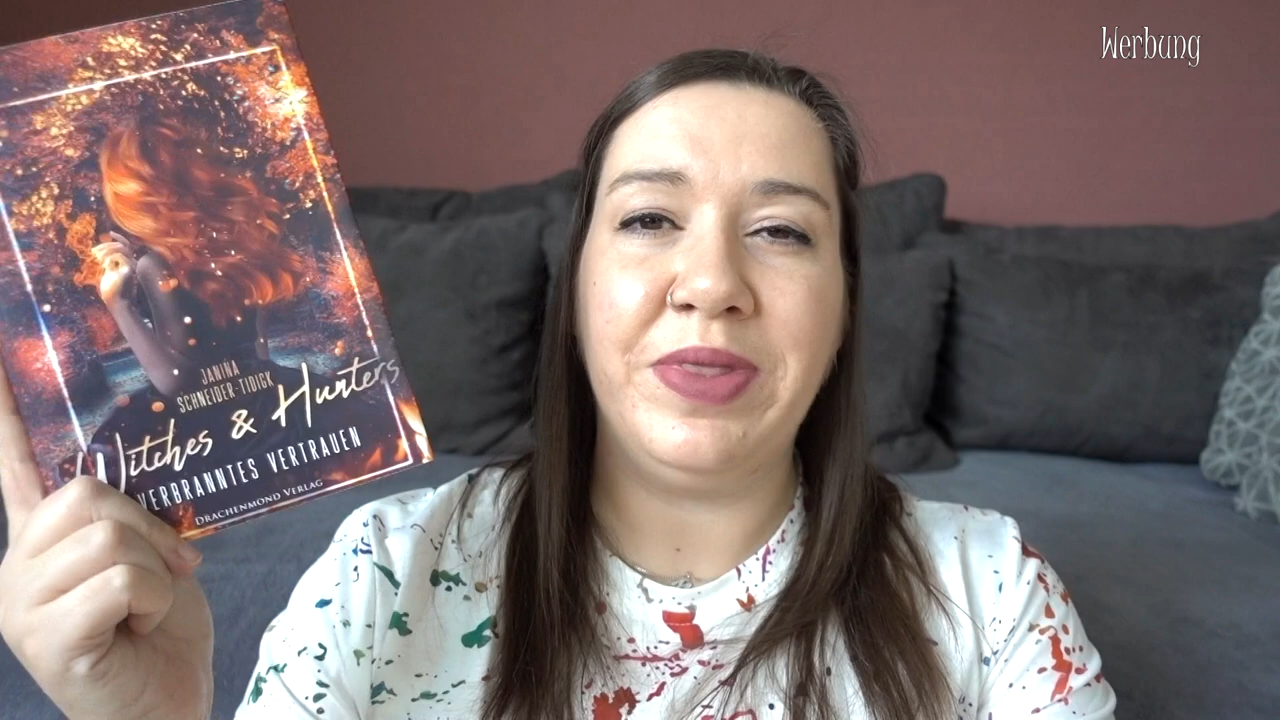 Werbung
JANINA
SCHNEIDER-TIDIGK
Witches & Hunters
VERBRANNTES VERTRAUEN
DRACHENMOND VERLAG